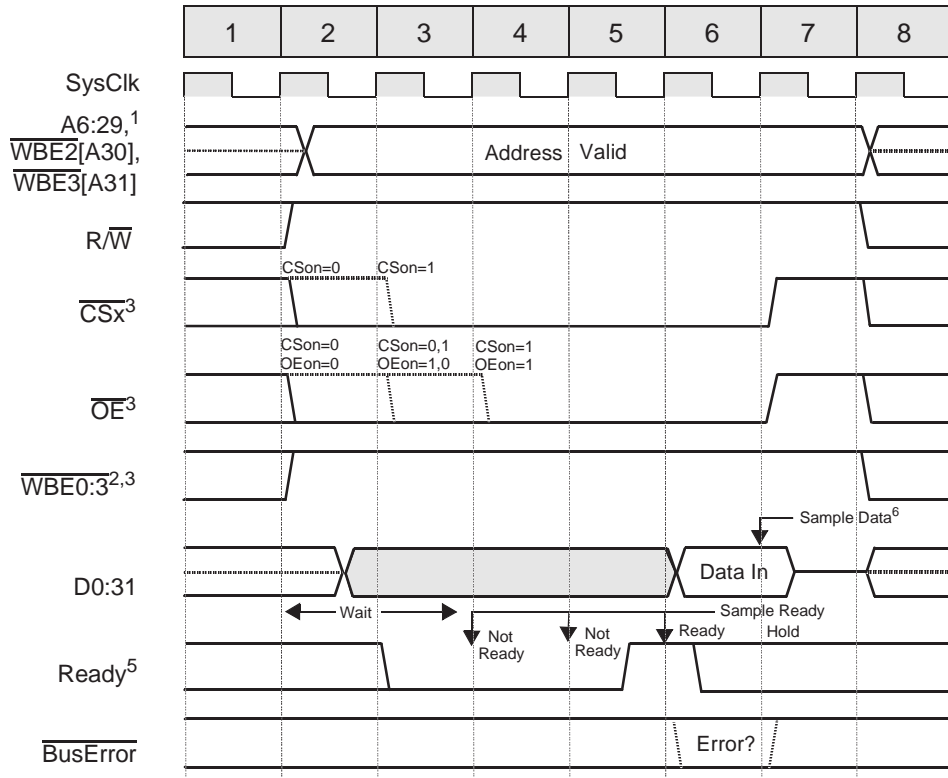 1 2 3 4 5 6 7 8
SysClk
A6:29,1
WBE2[A30],
WBE3[A31]
Address Valid
R/W
CSon=0 CSon=1
CSx3
CSon=0 CSon=0,1 CSon=1
OEon=0 OEon=1,0 OEon=1
OE3
WBE0:32,3
Sample Data6
D0:31
Data In
Wait
Sample Ready
Not Ready
Not Ready
Ready
Hold
Ready5
BusError
Error?